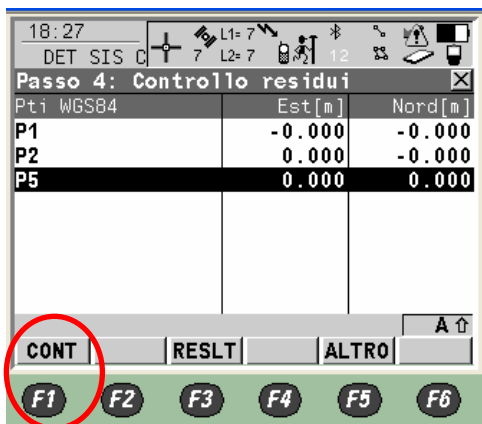 18:27
DET SIS C
7
L1= 7
L2= 7
12
Passo 4: Controllo residui
Pti WGS84 Est[m] Nord[m]
P1 -0.000 -0.000
P2 0.000 -0.000
P5 0.000 0.000
A
CONT RESLT ALTRO
F1 F2 F3 F4 F5 F6